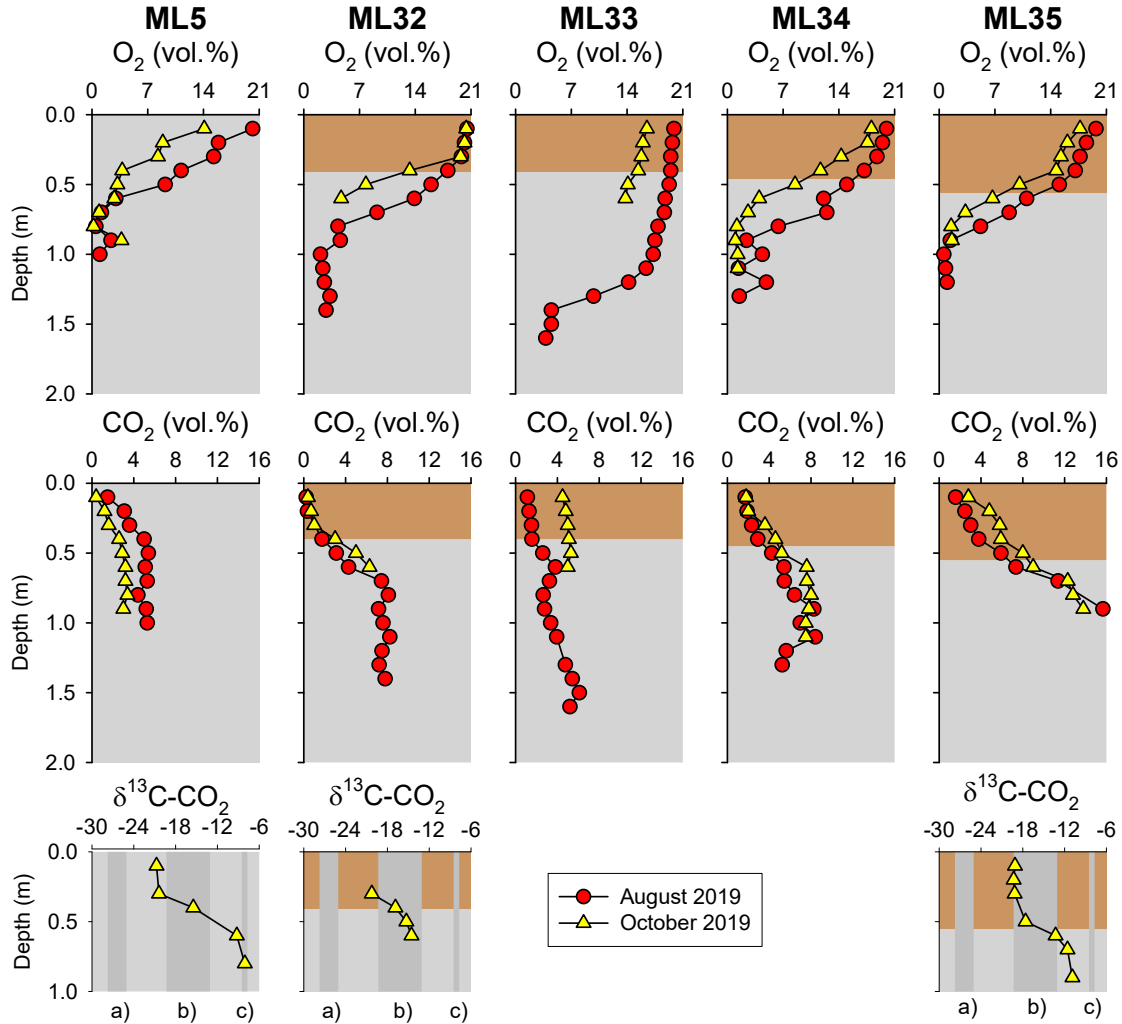 ML5 ML32 ML33 ML34 ML35
O2 (vol.%) O2 (vol.%) O2 (vol.%) O2 (vol.%) O2 (vol.%)
0 7 14 21 0 7 14 21 0 7 14 21 0 7 14 21 0 7 14 21
0.0
0.5
1.0
1.5
2.0
Depth (m)
CO2 (vol.%) CO2 (vol.%) CO2 (vol.%) CO2 (vol.%) CO2 (vol.%)
0 4 8 12 16 0 4 8 12 16 0 4 8 12 16 0 4 8 12 16 0 4 8 12 16
0.0
0.5
1.0
1.5
2.0
Depth (m)
δ13C-CO2 δ13C-CO2 δ13C-CO2
-30 -24 -18 -12 -6 -30 -24 -18 -12 -6 -30 -24 -18 -12 -6
0.0
0.5
1.0
Depth (m)
August 2019
October 2019
a) b) c) a) b) c) a) b) c)